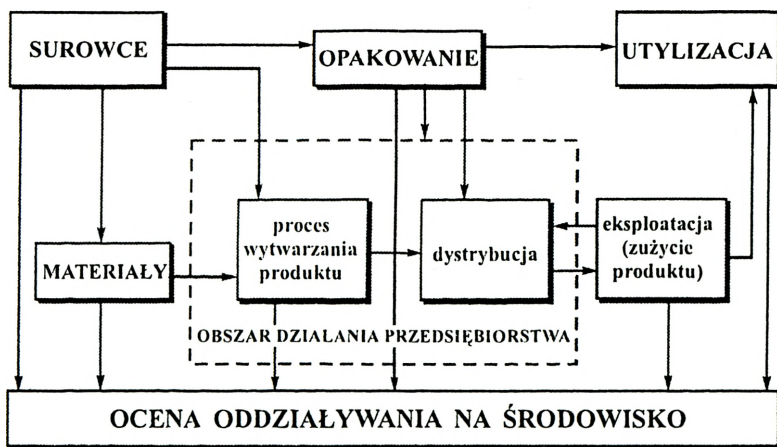 SUROWCE
OPAKOWANIE
UTYLIZACJA
MATERIAŁY
proces
wytwarzania
produktu
dystrybucja
eksploatacja
(zużycie
produktu)
OBSZAR DZIAŁANIA PRZEDSIĘBIORSTWA
OCENA ODDZIAŁYWANIA NA ŚRODOWISKO